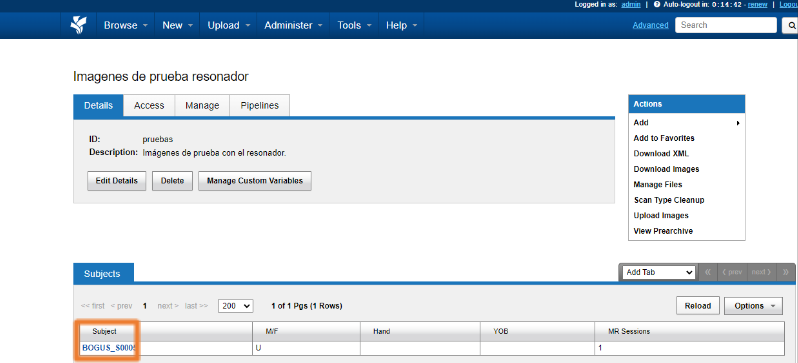 Logged in as: admin | Auto-logout in: 0:14:42 - renew | Logout
Browse New Upload Administer Tools Help Advanced Search
Imagenes de prueba resonador
Details Access Manage Pipelines
ID: pruebas
Description: Imágenes de prueba con el resonador.
Edit Details Delete Manage Custom Variables
Actions
Add
Add to Favorites
Download XML
Download Images
Manage Files
Scan Type Cleanup
Upload Images
View Prearchive
Subjects
Add Tab « ⟨ prev next ⟩ »
<< first < prev 1 next > last >> 200 1 of 1 Pgs (1 Rows) Reload Options
Subject M/F Hand YOB MR Sessions
BOGUS_S0005 U 1